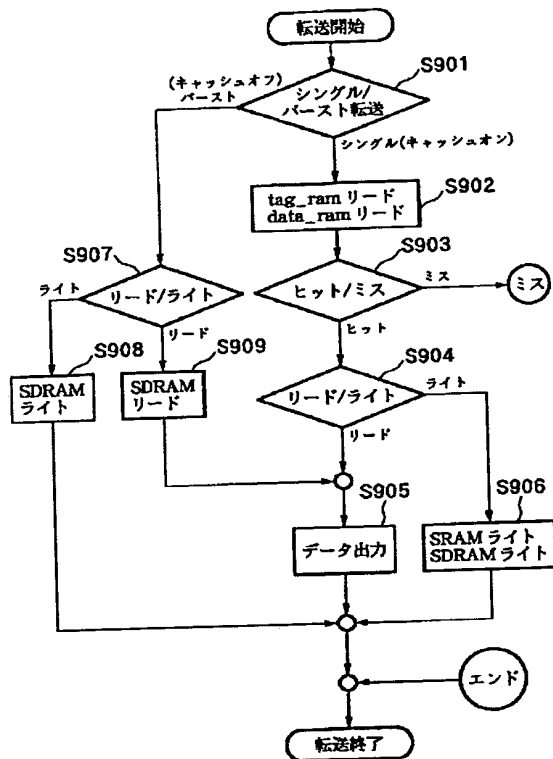 転送開始
S901
(キャッシュオフ)
バースト
シングル/
バースト転送
シングル(キャッシュオン)
S902
tag_ram リード
data_ram リード
S907
S903
ライト
リード/ライト
ヒット/ミス
ミス
ミス
リード
ヒット
S908
S909
S904
SDRAM
ライト
SDRAM
リード
リード/ライト
ライト
リード
S905
S906
データ出力
SRAM ライト
SDRAM ライト
エンド
転送終了